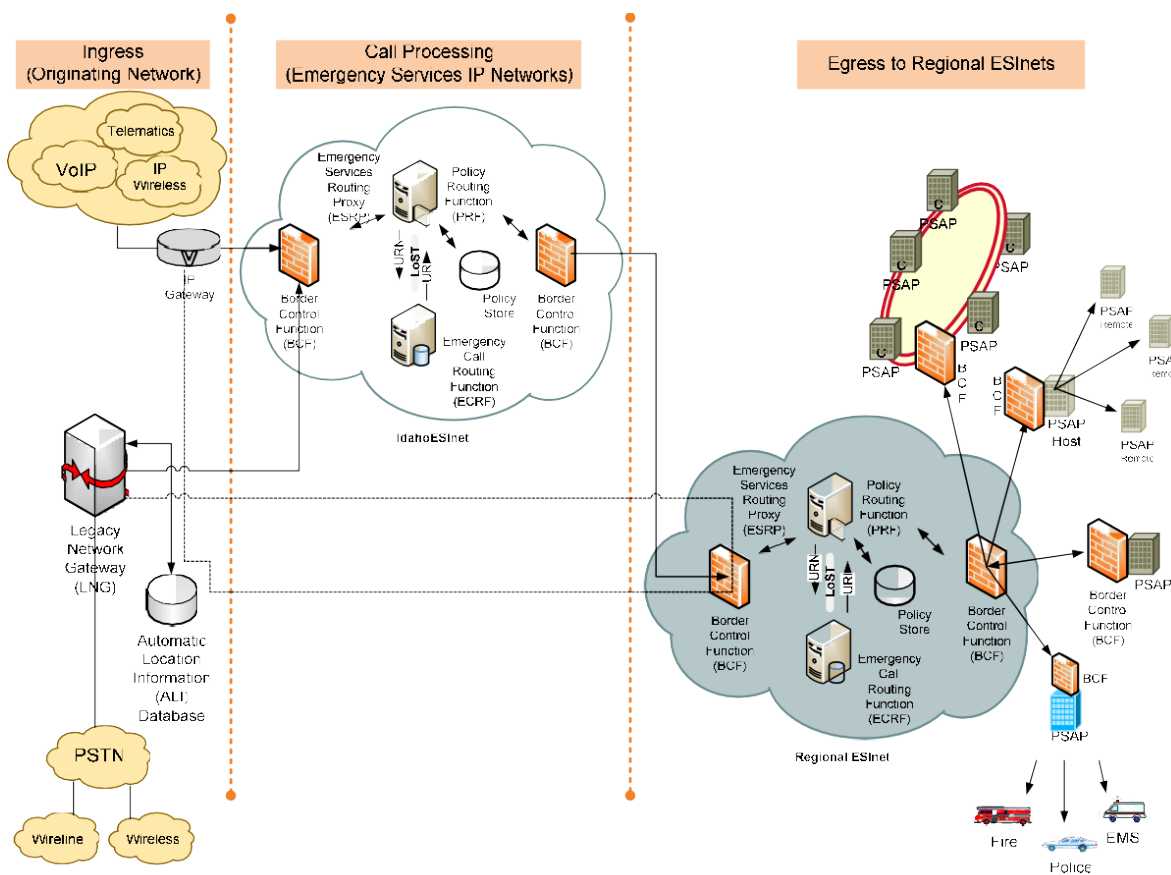 Ingress
(Originating Network)
Call Processing
(Emergency Services IP Networks)
Egress to Regional ESInets
Telematics
VoIP
IP
Wireless
IP
Gateway
Emergency
Services
Routing
Proxy
(ESRP)
Policy
Routing
Function
(PRF)
URN
LoST
URI
Policy
Store
Border
Control
Function
(BCF)
Border
Control
Function
(BCF)
Emergency
Call
Routing
Function
(ECRF)
IdahoESInet
Legacy
Network
Gateway
(LNG)
Automatic
Location
Information
(ALI)
Database
PSTN
Wireline
Wireless
C
PSAP
C
PSAP
C
PSAP
C
PSAP
C
PSAP
B
C
F
B
C
F
PSAP
Host
Remote
Remote
PSAP
Remote
Emergency
Services
Routing
Proxy
(ESRP)
Policy
Routing
Function
(PRF)
URN
LoST
URI
Policy
Store
Border
Control
Function
(BCF)
Border
Control
Function
(BCF)
Emergency
Cal
Routing
Function
(ECRF)
Regional ESInet
PSAP
Border
Control
Function
(BCF)
BCF
PSAP
Fire
Police
EMS